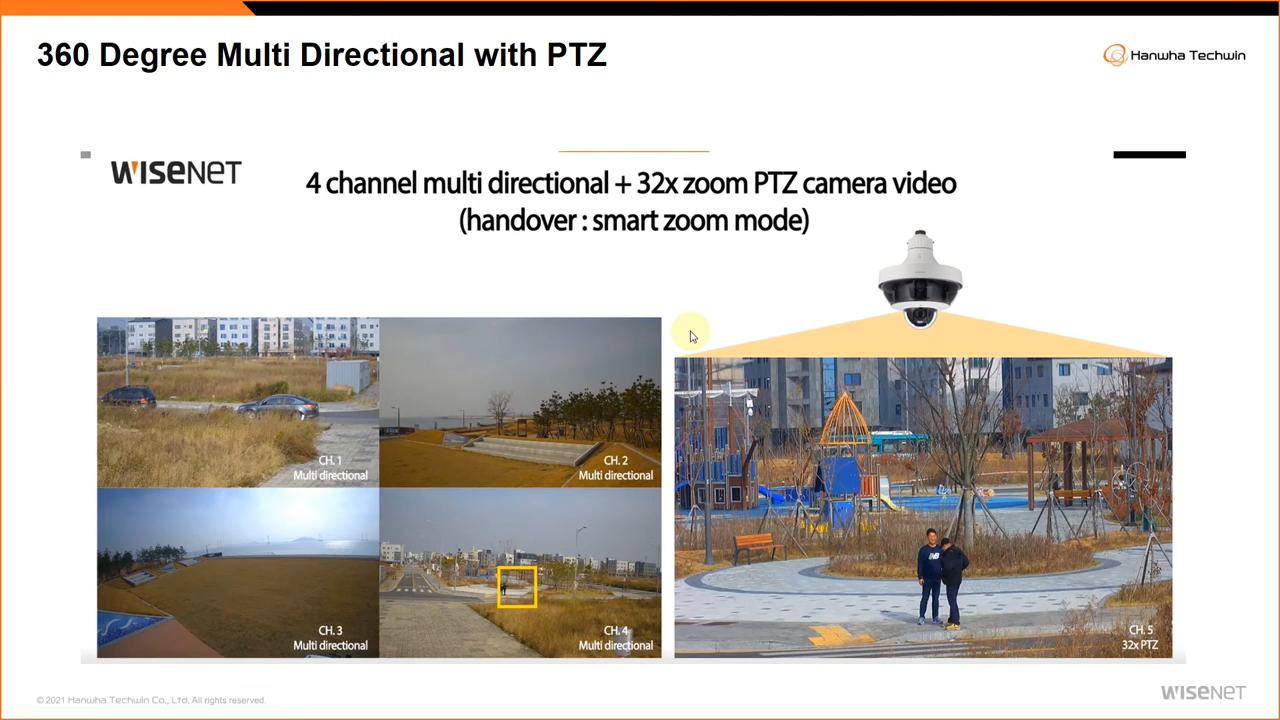 360 Degree Multi Directional with PTZ
Hanwha Techwin
WISENET
4 channel multi directional + 32x zoom PTZ camera video
(handover : smart zoom mode)
CH. 1
Multi directional
CH. 2
Multi directional
CH. 3
Multi directional
CH. 4
Multi directional
CH. 5
32x PTZ
© 2021 Hanwha Techwin Co., Ltd. All rights reserved.
WISENET